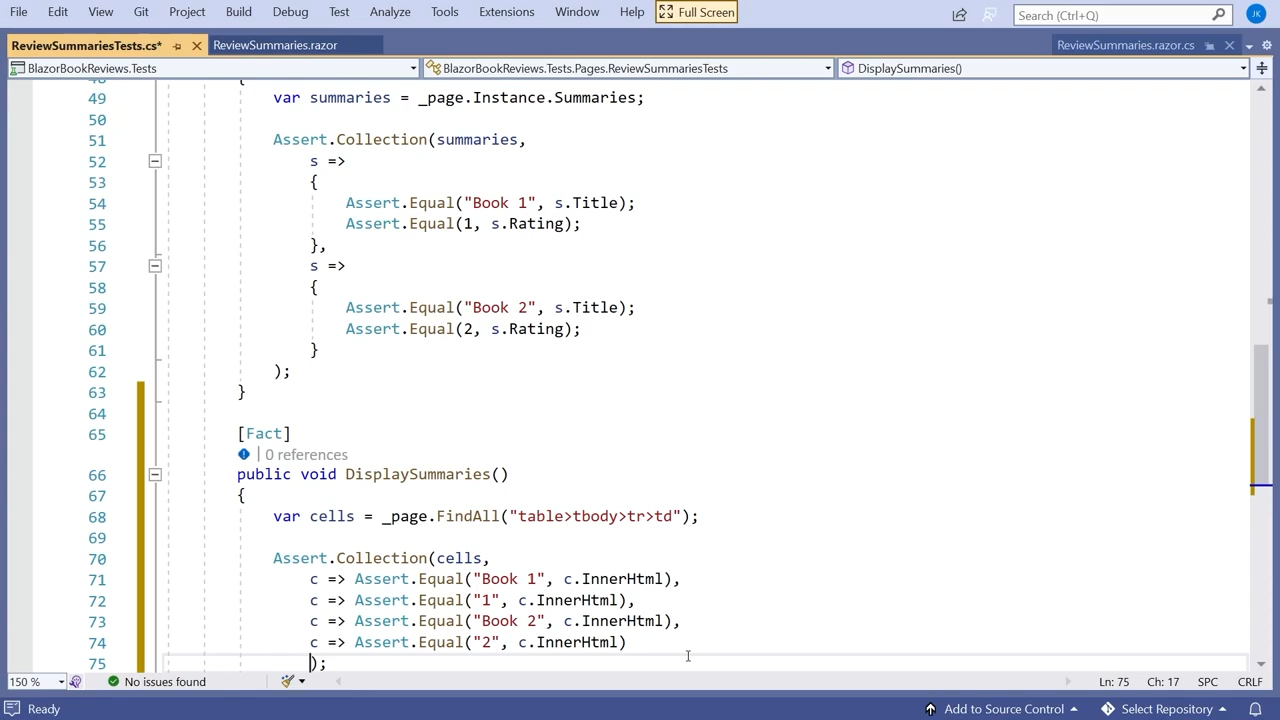 File Edit View Git Project Build Debug Test Analyze Tools Extensions Window Help Full Screen Search (Ctrl+Q) JK
ReviewSummariesTests.cs* ReviewSummaries.razor ReviewSummaries.razor.cs
BlazorBookReviews.Tests BlazorBookReviews.Tests.Pages.ReviewSummariesTests DisplaySummaries()
{
49 var summaries = _page.Instance.Summaries;
50
51 Assert.Collection(summaries,
52 s =>
53 {
54 Assert.Equal("Book 1", s.Title);
55 Assert.Equal(1, s.Rating);
56 },
57 s =>
58 {
59 Assert.Equal("Book 2", s.Title);
60 Assert.Equal(2, s.Rating);
61 }
62 );
63 }
64
65 [Fact]
0 references
66 public void DisplaySummaries()
67 {
68 var cells = _page.FindAll("table>tbody>tr>td");
69
70 Assert.Collection(cells,
71 c => Assert.Equal("Book 1", c.InnerHtml),
72 c => Assert.Equal("1", c.InnerHtml),
73 c => Assert.Equal("Book 2", c.InnerHtml),
74 c => Assert.Equal("2", c.InnerHtml)
75 );
150 % No issues found Ln: 75 Ch: 17 SPC CRLF
Ready Add to Source Control Select Repository